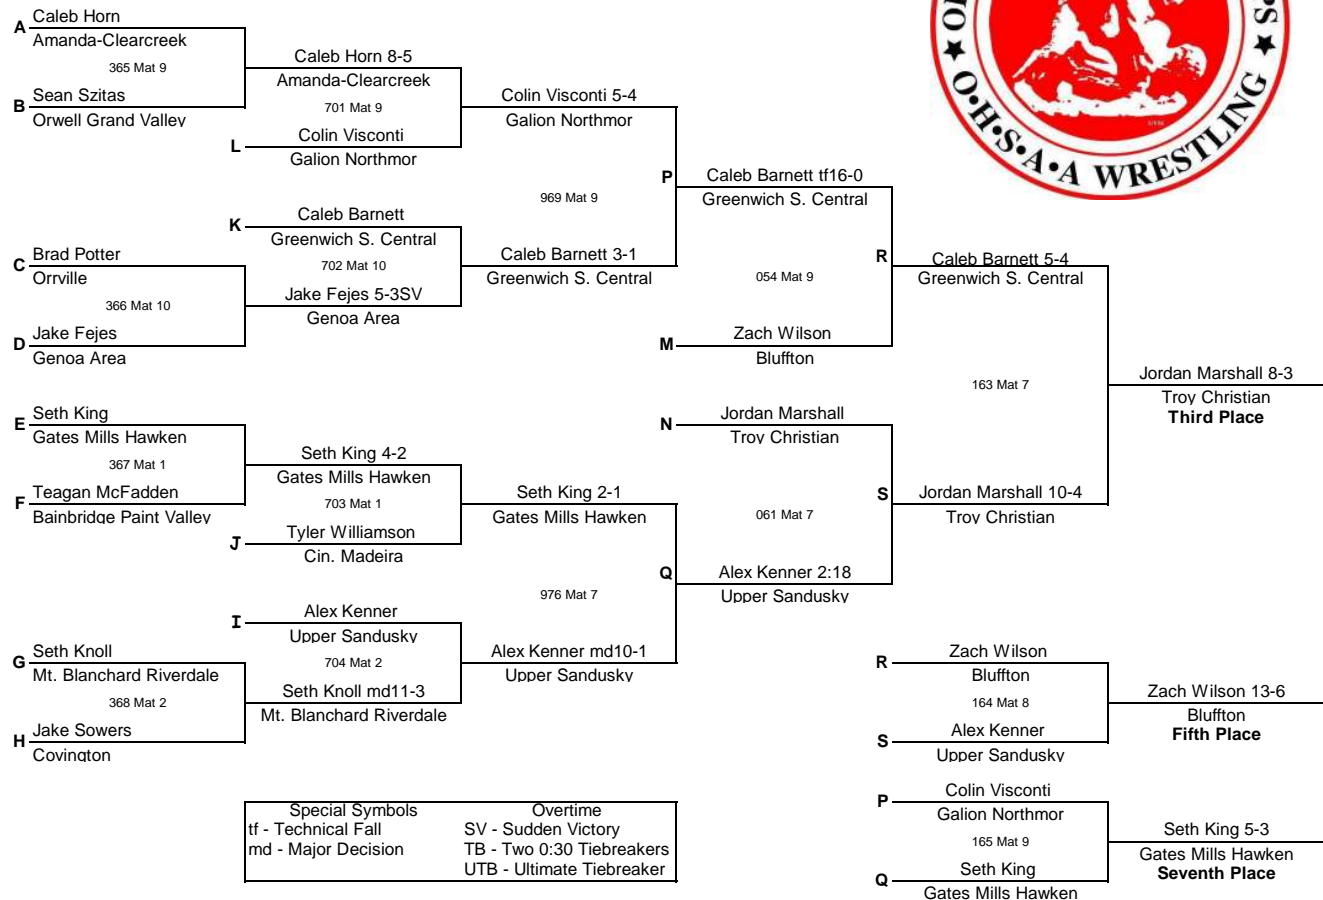 A
Caleb Horn
Amanda-Clearcreek
365 Mat 9
B
Sean Szitas
Orwell Grand Valley
Caleb Horn 8-5
Amanda-Clearcreek
701 Mat 9
L
Colin Visconti
Galion Northmor
Colin Visconti 5-4
Galion Northmor
969 Mat 9
K
Caleb Barnett
Greenwich S. Central
702 Mat 10
C
Brad Potter
Orrville
366 Mat 10
D
Jake Fejes
Genoa Area
Jake Fejes 5-3SV
Genoa Area
Caleb Barnett 3-1
Greenwich S. Central
P
Caleb Barnett tf16-0
Greenwich S. Central
054 Mat 9
M
Zach Wilson
Bluffton
R
Caleb Barnett 5-4
Greenwich S. Central
163 Mat 7
E
Seth King
Gates Mills Hawken
367 Mat 1
F
Teagan McFadden
Bainbridge Paint Valley
Seth King 4-2
Gates Mills Hawken
703 Mat 1
J
Tyler Williamson
Cin. Madeira
Seth King 2-1
Gates Mills Hawken
976 Mat 7
I
Alex Kenner
Upper Sandusky
704 Mat 2
G
Seth Knoll
Mt. Blanchard Riverdale
368 Mat 2
H
Jake Sowers
Covington
Seth Knoll md11-3
Mt. Blanchard Riverdale
Alex Kenner md10-1
Upper Sandusky
N
Jordan Marshall
Troy Christian
061 Mat 7
Q
Alex Kenner 2:18
Upper Sandusky
S
Jordan Marshall 10-4
Troy Christian
Jordan Marshall 8-3
Troy Christian
Third Place
R
Zach Wilson
Bluffton
164 Mat 8
S
Alex Kenner
Upper Sandusky
Zach Wilson 13-6
Bluffton
Fifth Place
P
Colin Visconti
Galion Northmor
165 Mat 9
Q
Seth King
Gates Mills Hawken
Seth King 5-3
Gates Mills Hawken
Seventh Place
Special Symbols
tf - Technical Fall
md - Major Decision
Overtime
SV - Sudden Victory
TB - Two 0:30 Tiebreakers
UTB - Ultimate Tiebreaker
O•H•S•A•A WRESTLING